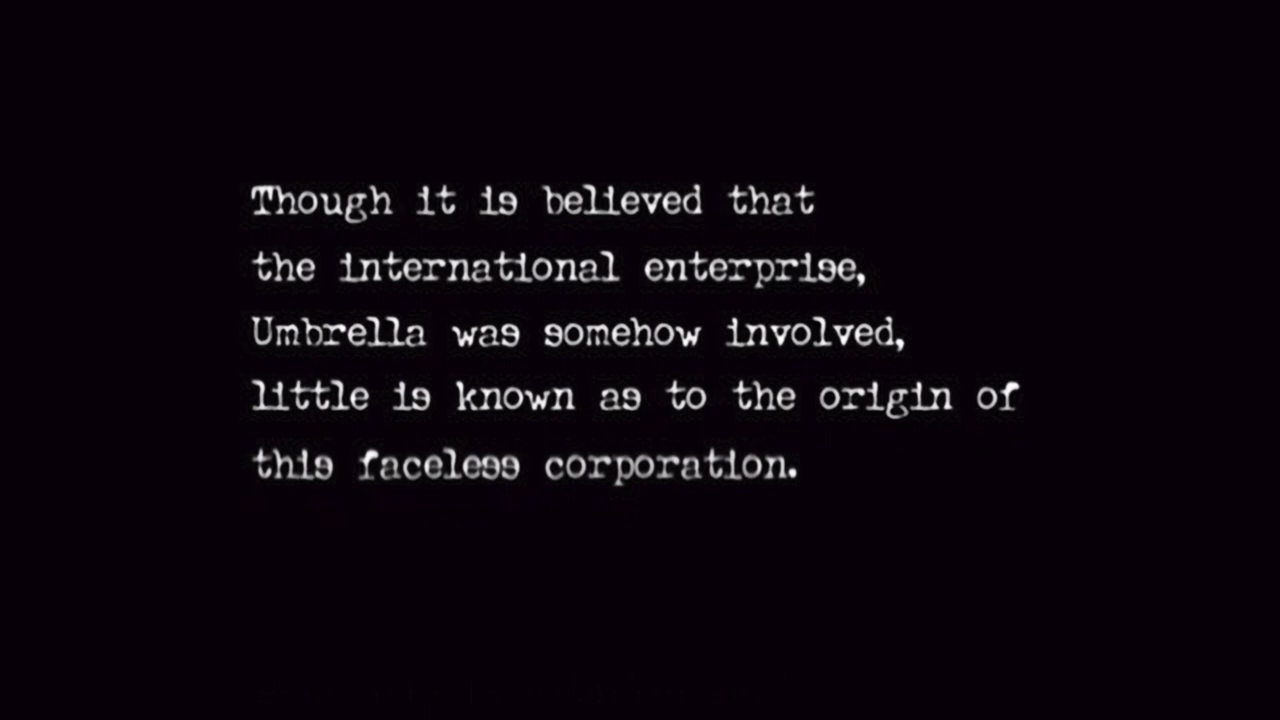 Though it is believed that
the international enterprise,
Umbrella was somehow involved,
little is known as to the origin of
this faceless corporation.